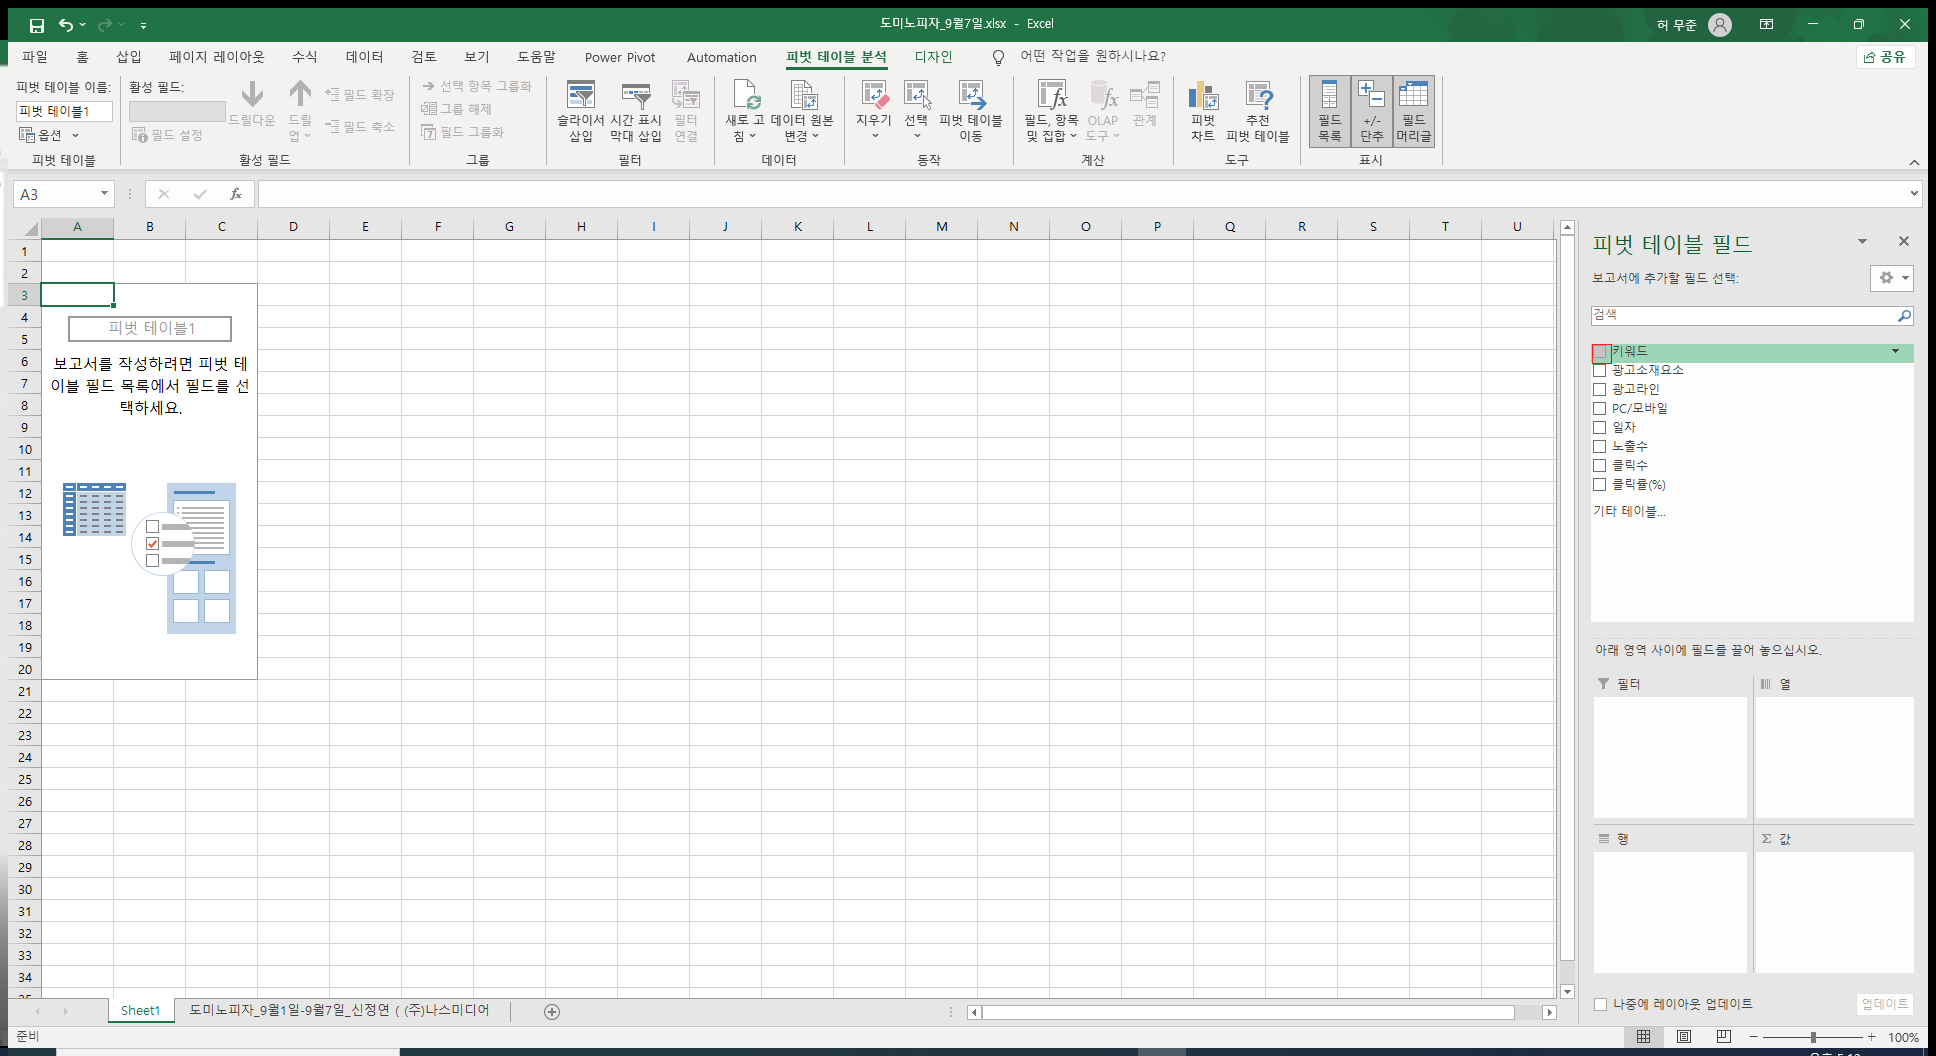 도미노피자_9월7일.xlsx - Excel
허 무준
파일 홈 삽입 페이지 레이아웃 수식 데이터 검토 보기 도움말 Power Pivot Automation 피벗 테이블 분석 디자인 어떤 작업을 원하시나요? 공유
피벗 테이블 이름:
피벗 테이블1
옵션
피벗 테이블
활성 필드:
필드 설정
드릴다운
드릴
업
필드 확장
필드 축소
활성 필드
선택 항목 그룹화
그룹 해제
필드 그룹화
그룹
슬라이서
삽입
시간 표시
막대 삽입
필터
연결
필터
새로 고
침
데이터 원본
변경
데이터
지우기
선택
피벗 테이블
이동
동작
필드, 항목
및 집합
OLAP
도구
관계
계산
피벗
차트
추천
피벗 테이블
도구
필드
목록
+/-
단추
필드
머리글
표시
A3
fx
A B C D E F G H I J K L M N O P Q R S T U
1
2
3
4
5
6
7
8
9
10
11
12
13
14
15
16
17
18
19
20
21
22
23
24
25
26
27
28
29
30
31
32
33
34
피벗 테이블1
보고서를 작성하려면 피벗 테
이블 필드 목록에서 필드를 선
택하세요.
피벗 테이블 필드
보고서에 추가할 필드 선택:
검색
키워드
광고소재요소
광고라인
PC/모바일
일자
노출수
클릭수
클릭률(%)
기타 테이블...
아래 영역 사이에 필드를 끌어 놓으십시오.
필터
열
행
Σ 값
나중에 레이아웃 업데이트
업데이트
Sheet1
도미노피자_9월1일-9월7일_신정연 ( (주)나스미디어
준비
100%